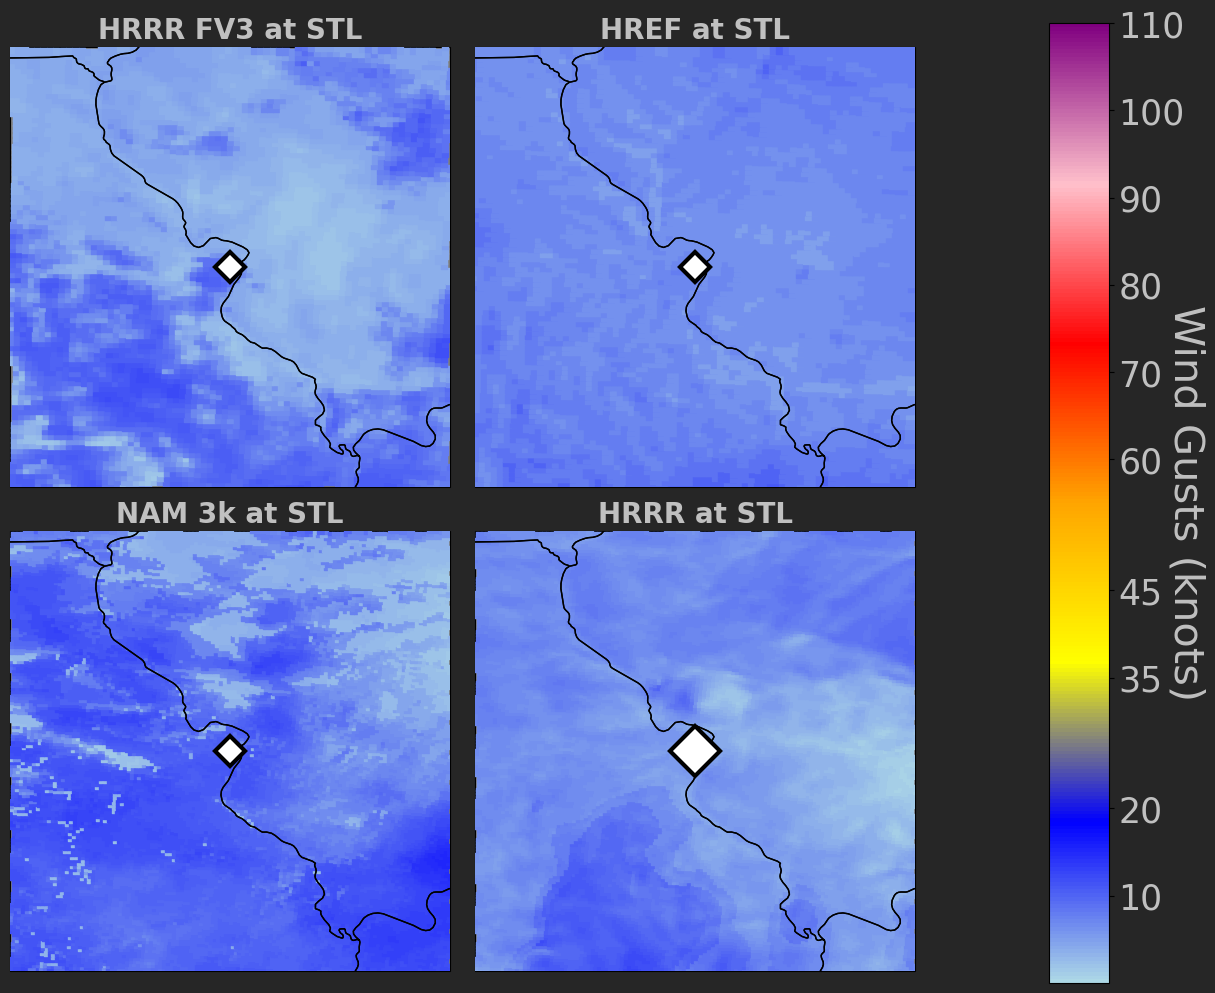 HRRR FV3 at STL
HREF at STL
NAM 3k at STL
HRRR at STL
110
100
90
80
70
60
45
35
20
10
Wind Gusts (knots)